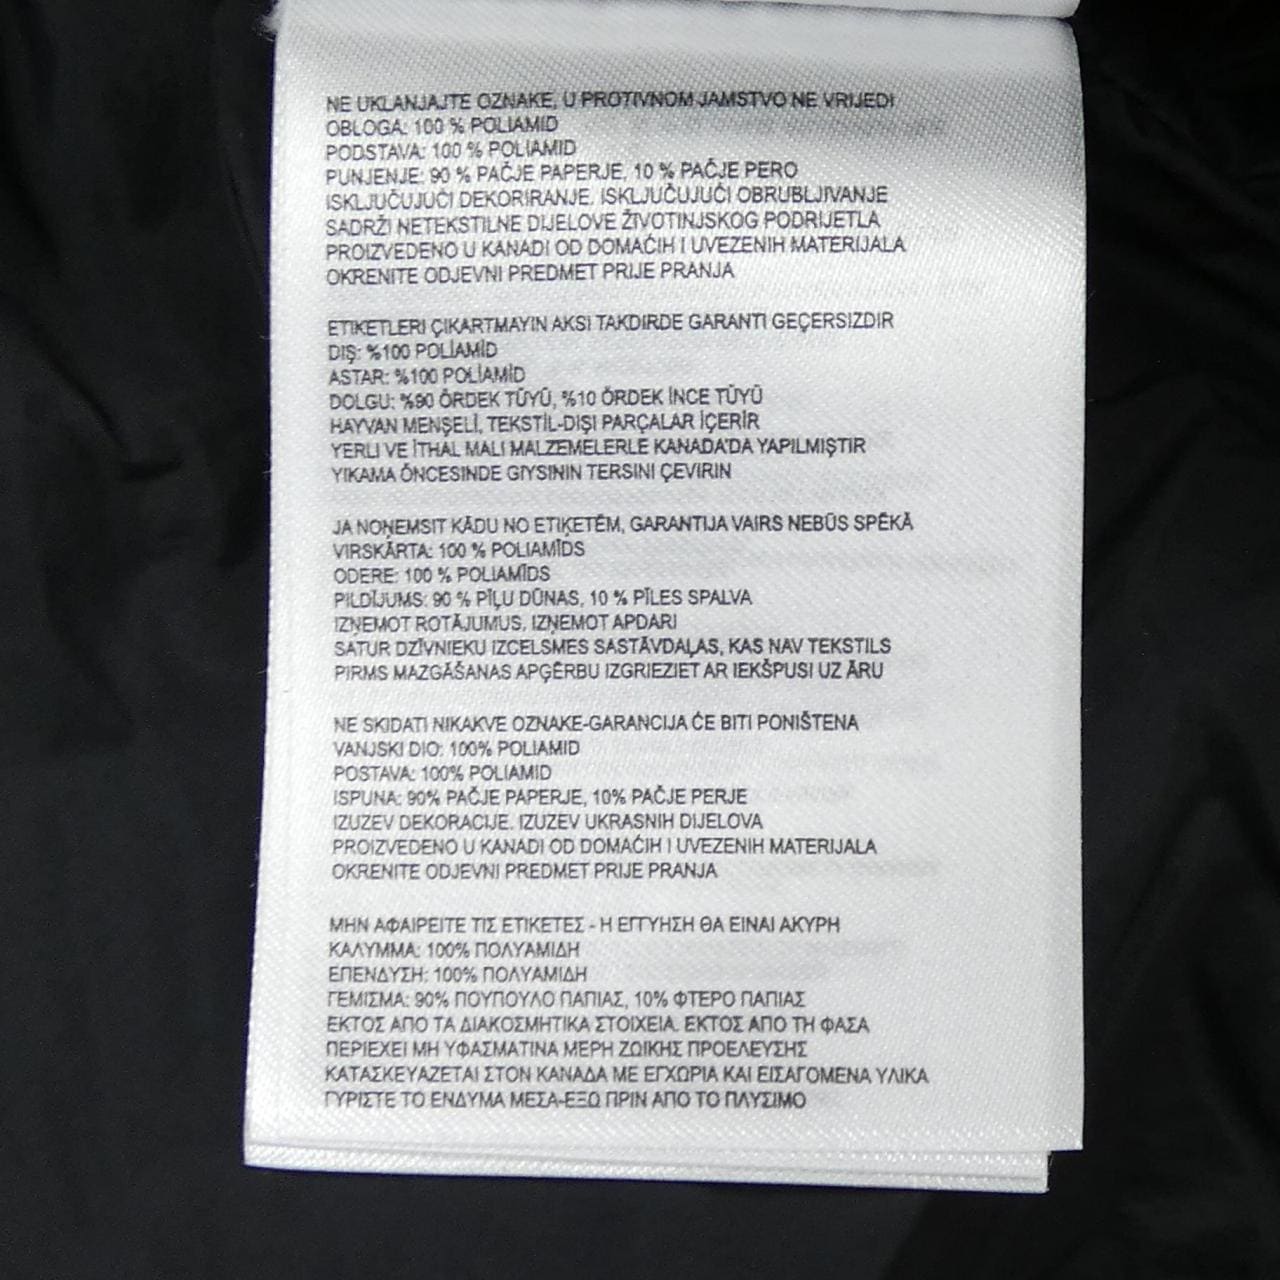 NE UKLANJAJTE OZNAKE, U PROTIVNOM JAMSTVO NE VRIJEDI
OBLOGA: 100 % POLIAMID
PODSTAVA: 100 % POLIAMID
PUNJENJE: 90 % PAČJE PAPERJE, 10 % PAČJE PERO
ISKLJUČUJUĆI DEKORIRANJE. ISKLJUČUJUĆI OBRUBLJIVANJE
SADRŽI NETEKSTILNE DIJELOVE ŽIVOTINJSKOG PODRIJETLA
PROIZVEDENO U KANADI OD DOMAĆIH I UVEZENIH MATERIJALA
OKRENITE ODJEVNI PREDMET PRIJE PRANJA
ETIKETLERI ÇIKARTMAYIN AKSI TAKDIRDE GARANTI GEÇERSIZDIR
DIŞ: %100 POLİAMİD
ASTAR: %100 POLİAMİD
DOLGU: %90 ÖRDEK TÜYÜ, %10 ÖRDEK İNCE TÜYÜ
HAYVAN MENŞELİ, TEKSTİL-DIŞI PARÇALAR İÇERİR
YERLI VE İTHAL MALI MALZEMELERLE KANADA'DA YAPILMIŞTIR
YIKAMA ÖNCESINDE GIYSININ TERSINI ÇEVIRIN
JA NOŅEMSIT KĀDU NO ETIĶETĒM, GARANTIJA VAIRS NEBŪS SPĒKĀ
VIRSKĀRTA: 100 % POLIAMĪDS
ODERE: 100 % POLIAMĪDS
PILDĪJUMS: 90 % PĪĻU DŪNAS, 10 % PĪLES SPALVA
IZŅEMOT ROTĀJUMUS, IZŅEMOT APDARI
SATUR DZĪVNIEKU IZCELSMES SASTĀVDAĻAS, KAS NAV TEKSTILS
PIRMS MAZGĀŠANAS APĢĒRBU IZGRIEZIET AR IEKŠPUSI UZ ĀRU
NE SKIDATI NIKAKVE OZNAKE-GARANCIJA ĆE BITI PONIŠTENA
VANJSKI DIO: 100% POLIAMID
POSTAVA: 100% POLIAMID
ISPUNA: 90% PAČJE PAPERJE, 10% PAČJE PERJE
IZUZEV DEKORACIJE. IZUZEV UKRASNIH DIJELOVA
PROIZVEDENO U KANADI OD DOMAĆIH I UVEZENIH MATERIJALA
OKRENITE ODJEVNI PREDMET PRIJE PRANJA
ΜΗΝ ΑΦΑΙΡΕΙΤΕ ΤΙΣ ΕΤΙΚΕΤΕΣ - Η ΕΓΓΥΗΣΗ ΘΑ ΕΙΝΑΙ ΑΚΥΡΗ
ΚΑΛΥΜΜΑ: 100% ΠΟΛΥΑΜΙΔΗ
ΕΠΕΝΔΥΣΗ: 100% ΠΟΛΥΑΜΙΔΗ
ΓΕΜΙΣΜΑ: 90% ΠΟΥΠΟΥΛΟ ΠΑΠΙΑΣ, 10% ΦΤΕΡΟ ΠΑΠΙΑΣ
ΕΚΤΟΣ ΑΠΟ ΤΑ ΔΙΑΚΟΣΜΗΤΙΚΑ ΣΤΟΙΧΕΙΑ. ΕΚΤΟΣ ΑΠΟ ΤΗ ΦΑΣΑ
ΠΕΡΙΕΧΕΙ ΜΗ ΥΦΑΣΜΑΤΙΝΑ ΜΕΡΗ ΖΩΙΚΗΣ ΠΡΟΕΛΕΥΣΗΣ
ΚΑΤΑΣΚΕΥΑΖΕΤΑΙ ΣΤΟΝ ΚΑΝΑΔΑ ΜΕ ΕΓΧΩΡΙΑ ΚΑΙ ΕΙΣΑΓΟΜΕΝΑ ΥΛΙΚΑ
ΓΥΡΙΣΤΕ ΤΟ ΕΝΔΥΜΑ ΜΕΣΑ-ΕΞΩ ΠΡΙΝ ΑΠΟ ΤΟ ΠΛΥΣΙΜΟ